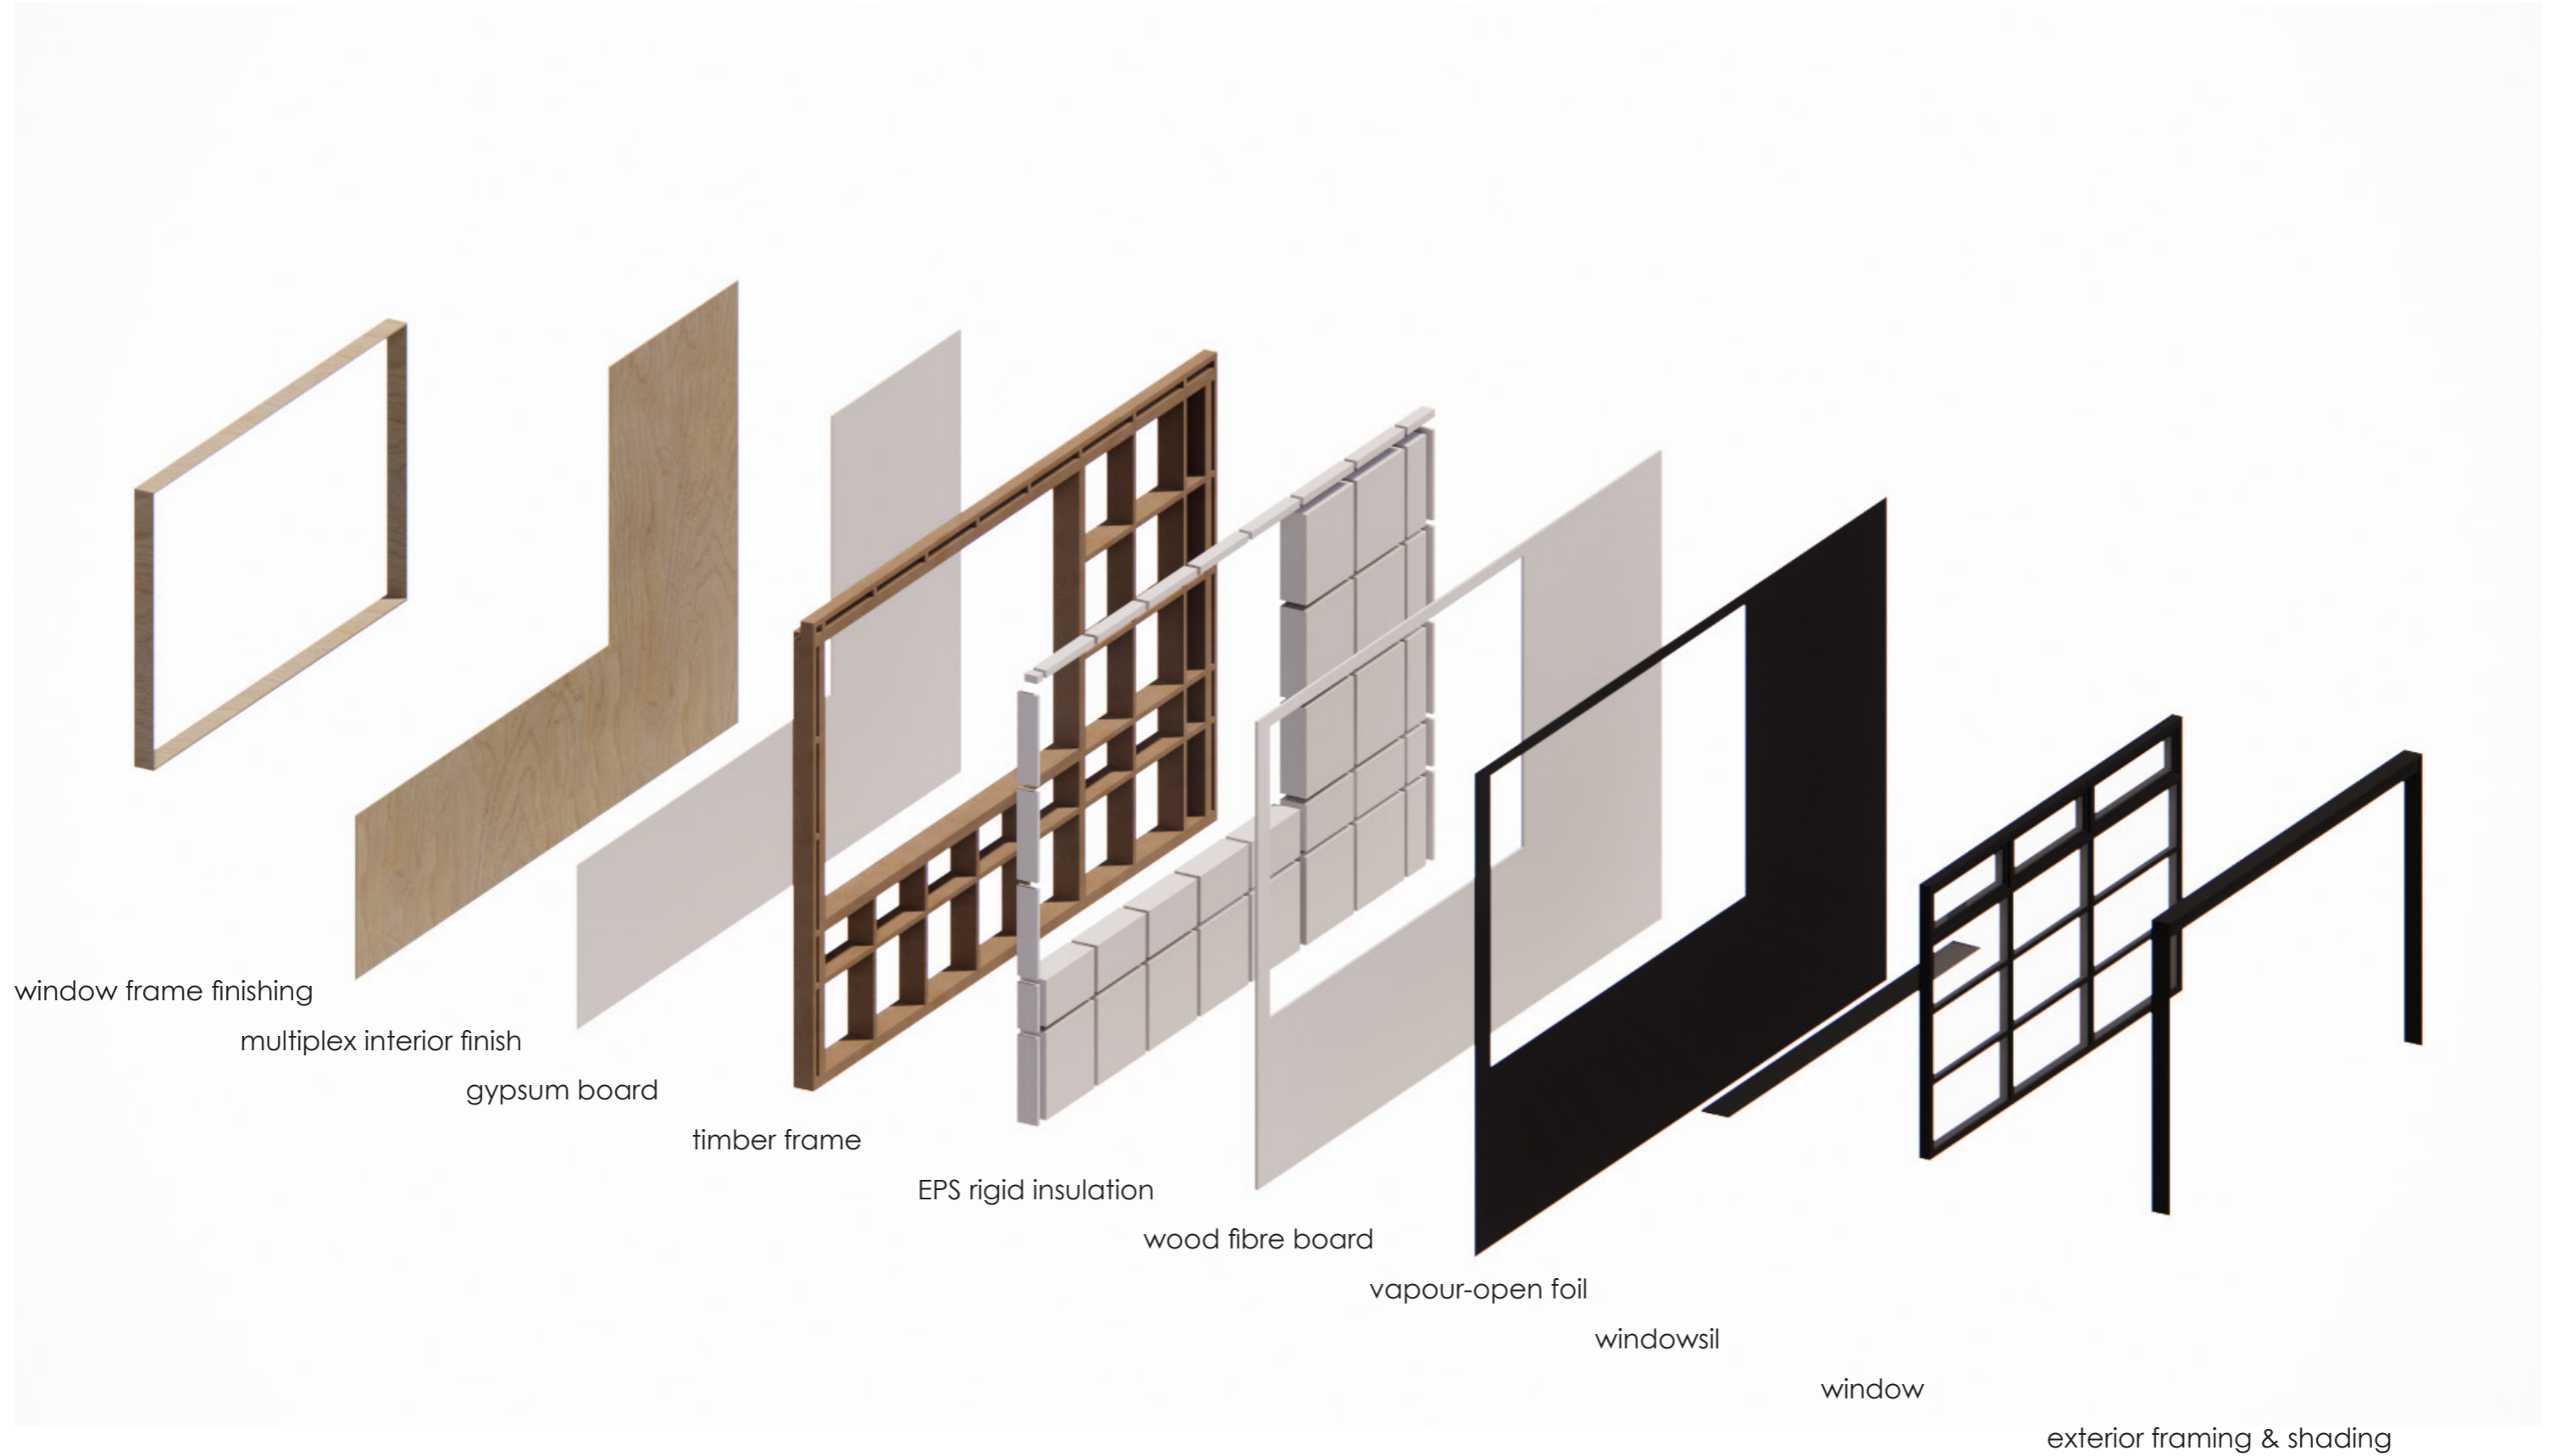 window frame finishing
multiplex interior finish
gypsum board
timber frame
EPS rigid insulation
wood fibre board
vapour-open foil
windowsil
window
exterior framing & shading